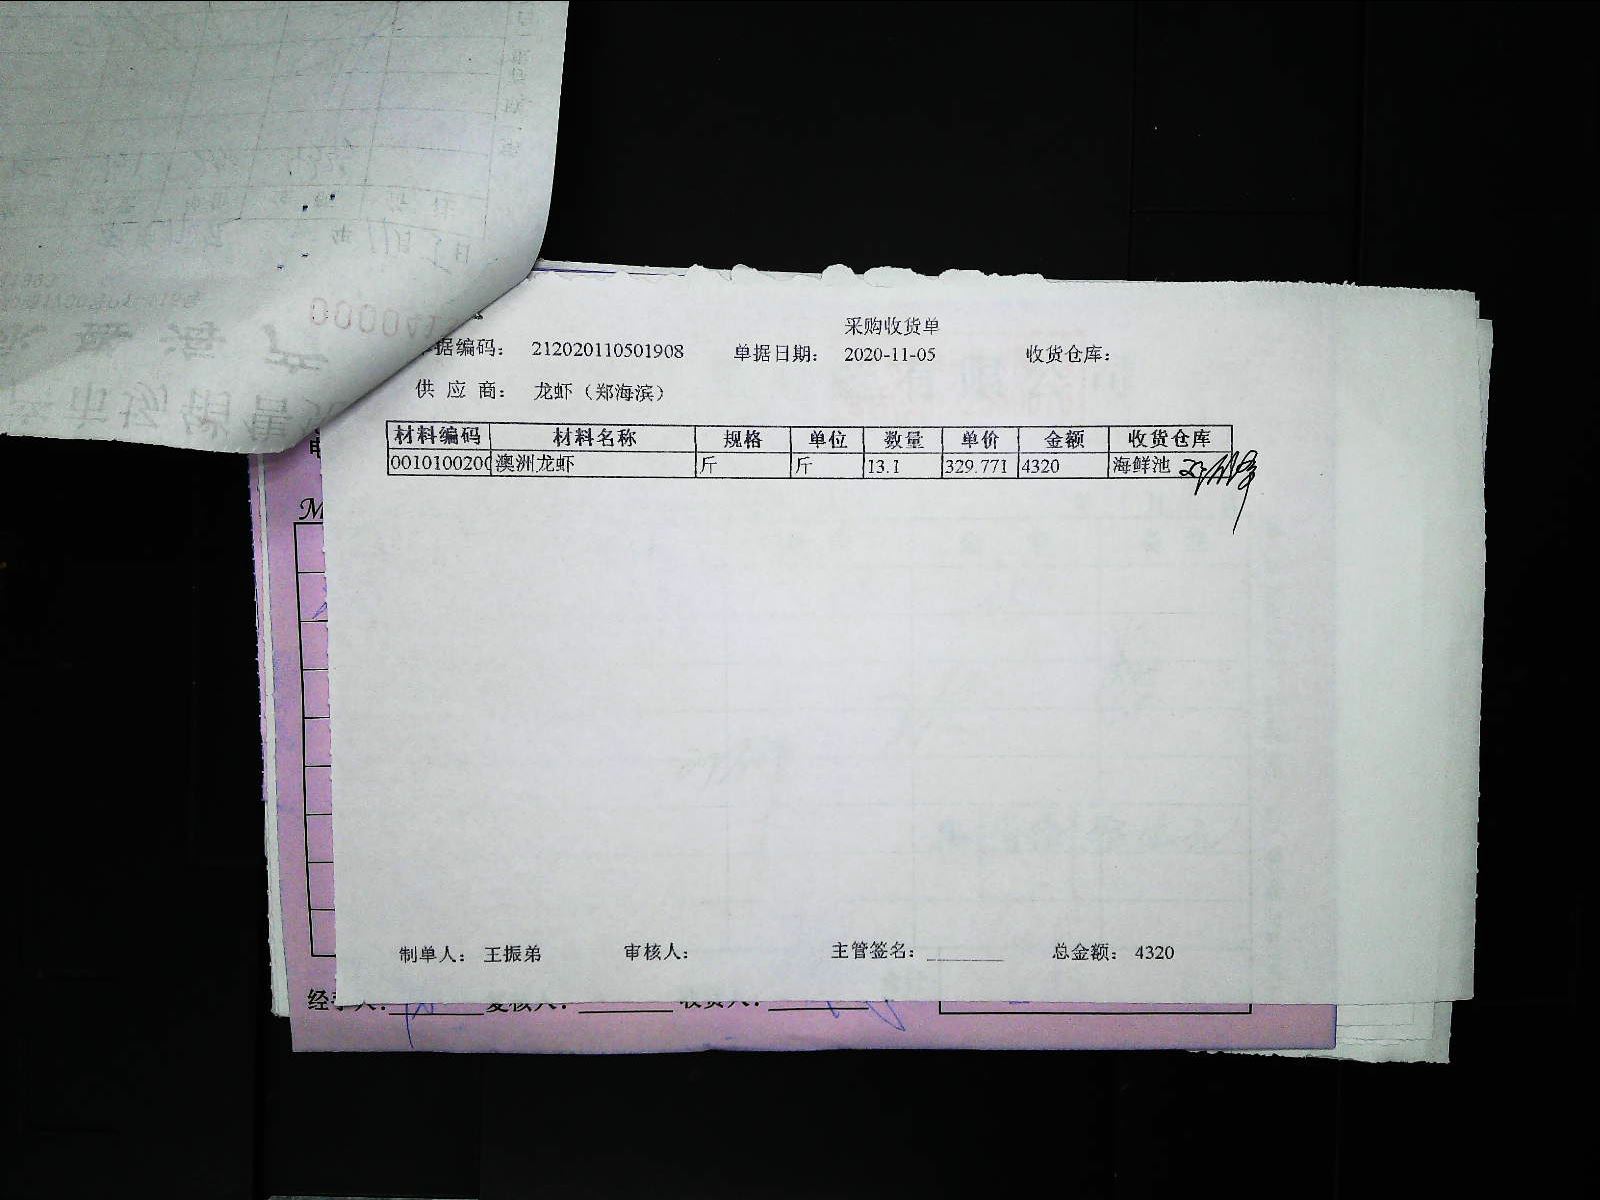 采购收货单
据编码： 212020110501908 单据日期： 2020-11-05 收货仓库：
供 应 商： 龙虾（郑海滨）
材料编码 材料名称 规格 单位 数量 单价 金额 收货仓库
0010100200 澳洲龙虾 斤 斤 13.1 329.771 4320 海鲜池
制单人： 王振弟 审核人： 主管签名： 总金额： 4320